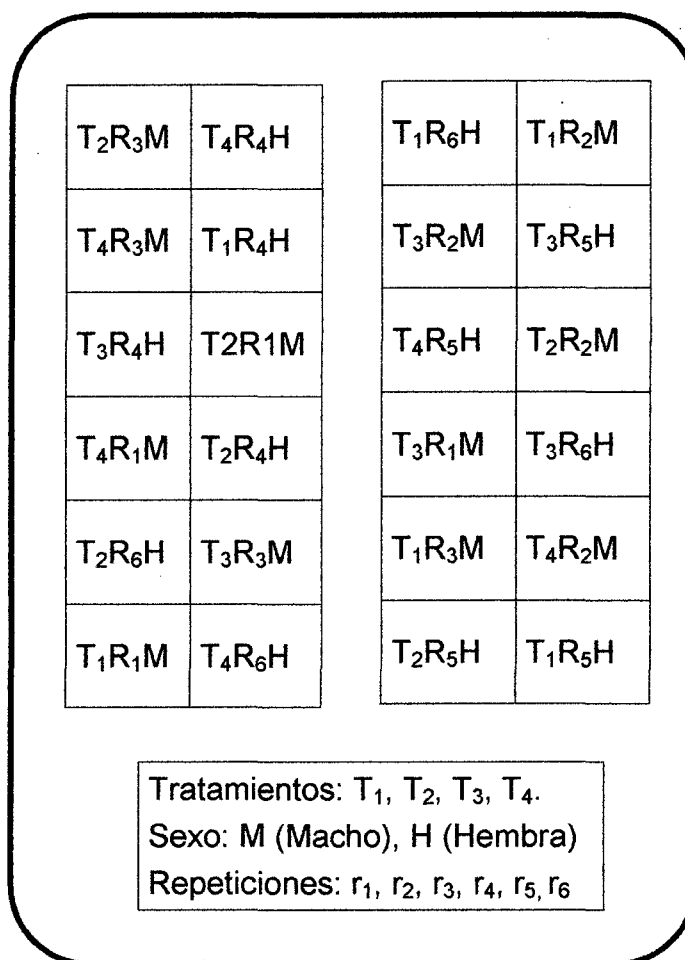 T₂R₃M T₄R₄H
T₄R₃M T₁R₄H
T₃R₄H T2R1M
T₄R₁M T₂R₄H
T₂R₆H T₃R₃M
T₁R₁M T₄R₆H
T₁R₆H T₁R₂M
T₃R₂M T₃R₅H
T₄R₅H T₂R₂M
T₃R₁M T₃R₆H
T₁R₃M T₄R₂M
T₂R₅H T₁R₅H
Tratamientos: T₁, T₂, T₃, T₄.
Sexo: M (Macho), H (Hembra)
Repeticiones: r₁, r₂, r₃, r₄, r₅, r₆